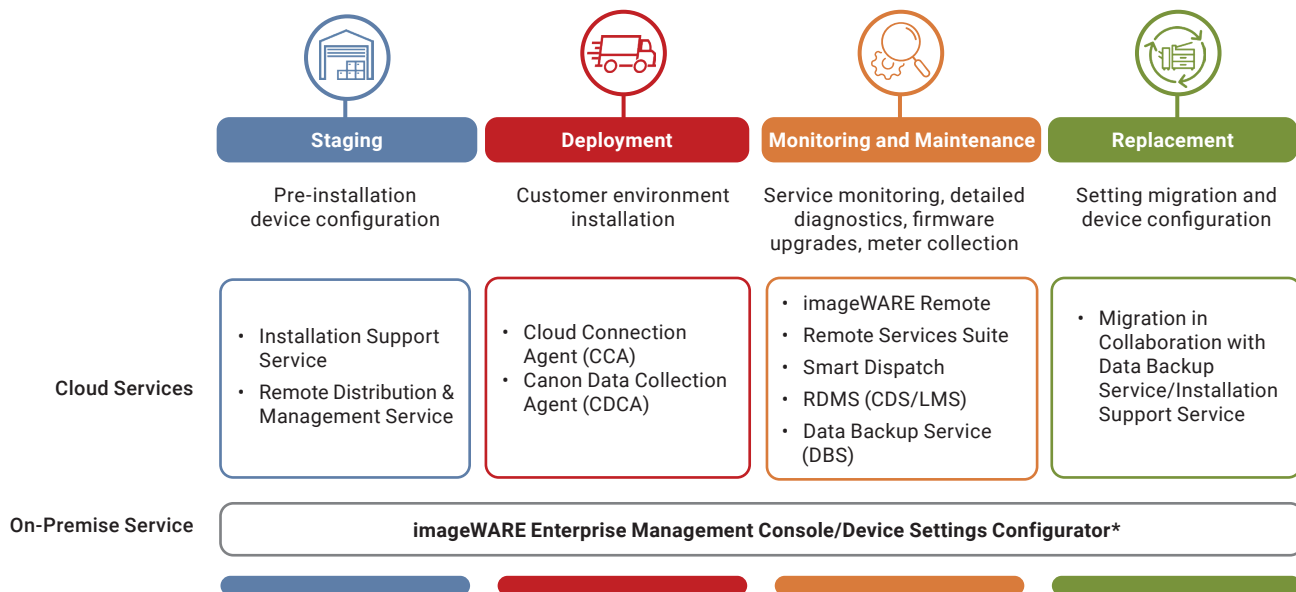 Staging
Deployment
Monitoring and Maintenance
Replacement
Pre-installation
device configuration
Customer environment
installation
Service monitoring, detailed
diagnostics, firmware
upgrades, meter collection
Setting migration and
device configuration
Cloud Services
• Installation Support
Service
• Remote Distribution &
Management Service
• Cloud Connection
Agent (CCA)
• Canon Data Collection
Agent (CDCA)
• imageWARE Remote
• Remote Services Suite
• Smart Dispatch
• RDMS (CDS/LMS)
• Data Backup Service
(DBS)
• Migration in
Collaboration with
Data Backup
Service/Installation
Support Service
On-Premise Service
imageWARE Enterprise Management Console/Device Settings Configurator*